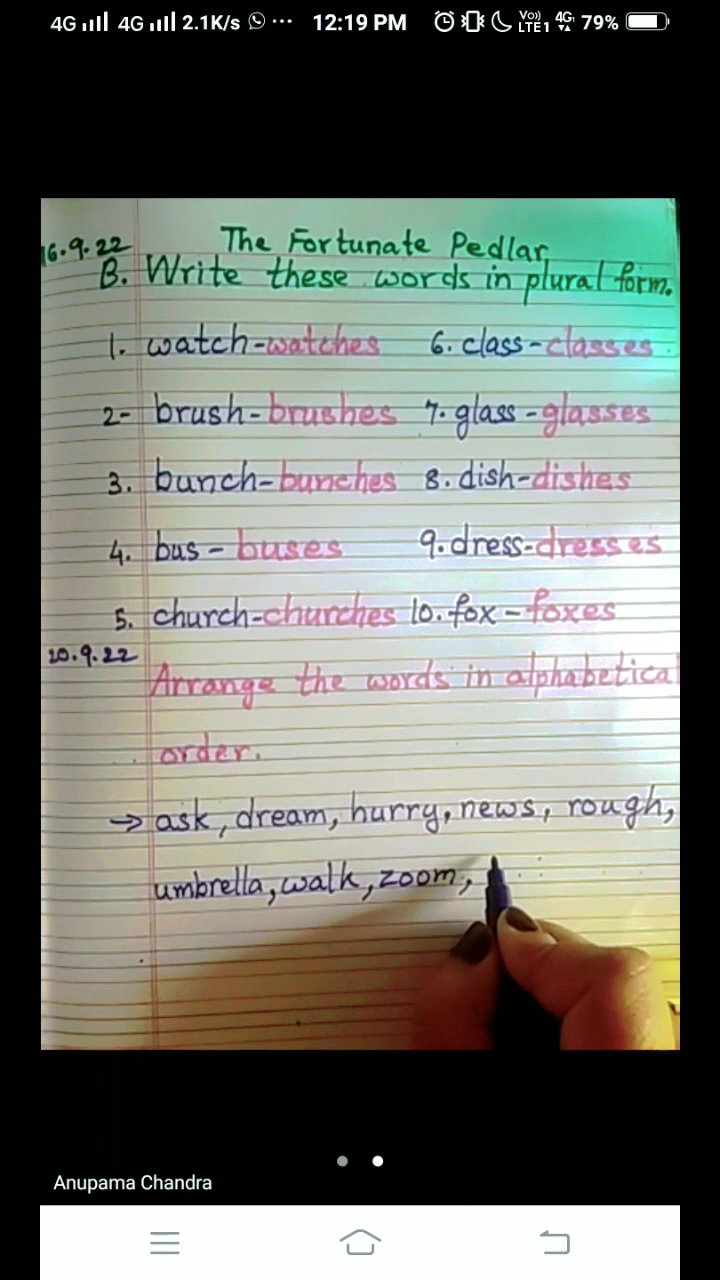 4G 4G 2.1K/s ... 12:19 PM Vo)) LTE1 4G 79%
16.9.22 The Fortunate Pedlar
B. Write these words in plural form.
1. watch-watches 6. class-classes
2- brush-brushes 7. glass-glasses
3. bunch-bunches 8. dish-dishes
4. bus-buses 9. dress-dresses
5. church-churches 10. fox-foxes
20.9.22
Arrange the words in alphabetical
order.
→ ask, dream, hurry, news, rough,
umbrella, walk, zoom,
Anupama Chandra